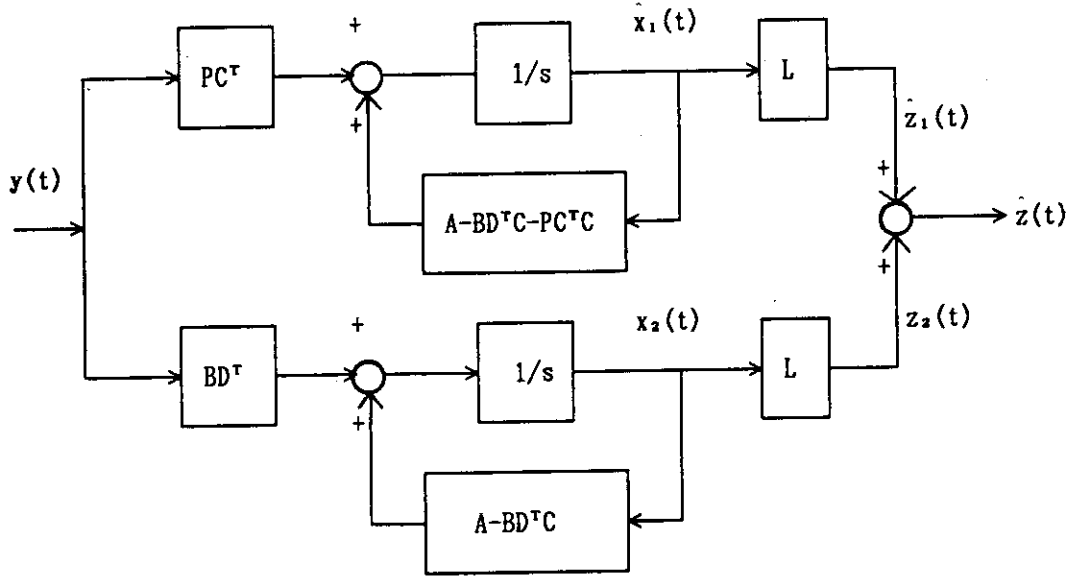 +
x̂₁(t)
PCᵀ
1/s
L
+
ẑ₁(t)
y(t)
A-BDᵀC-PCᵀC
+
ẑ(t)
+
+
x₂(t)
z₂(t)
BDᵀ
1/s
L
+
A-BDᵀC